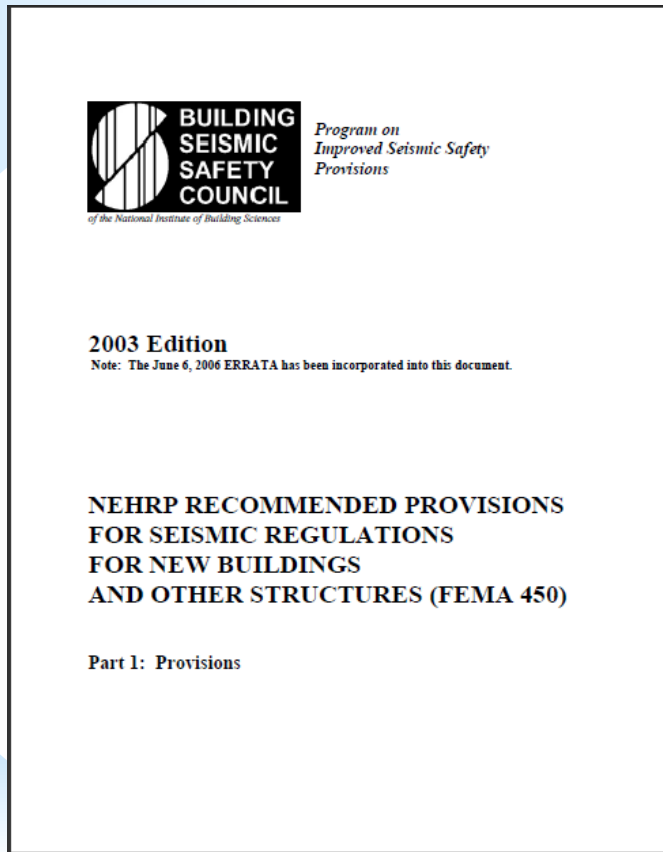 BUILDING
SEISMIC
SAFETY
COUNCIL
of the National Institute of Building Sciences
Program on
Improved Seismic Safety
Provisions
2003 Edition
Note: The June 6, 2006 ERRATA has been incorporated into this document.
NEHRP RECOMMENDED PROVISIONS
FOR SEISMIC REGULATIONS
FOR NEW BUILDINGS
AND OTHER STRUCTURES (FEMA 450)
Part 1: Provisions